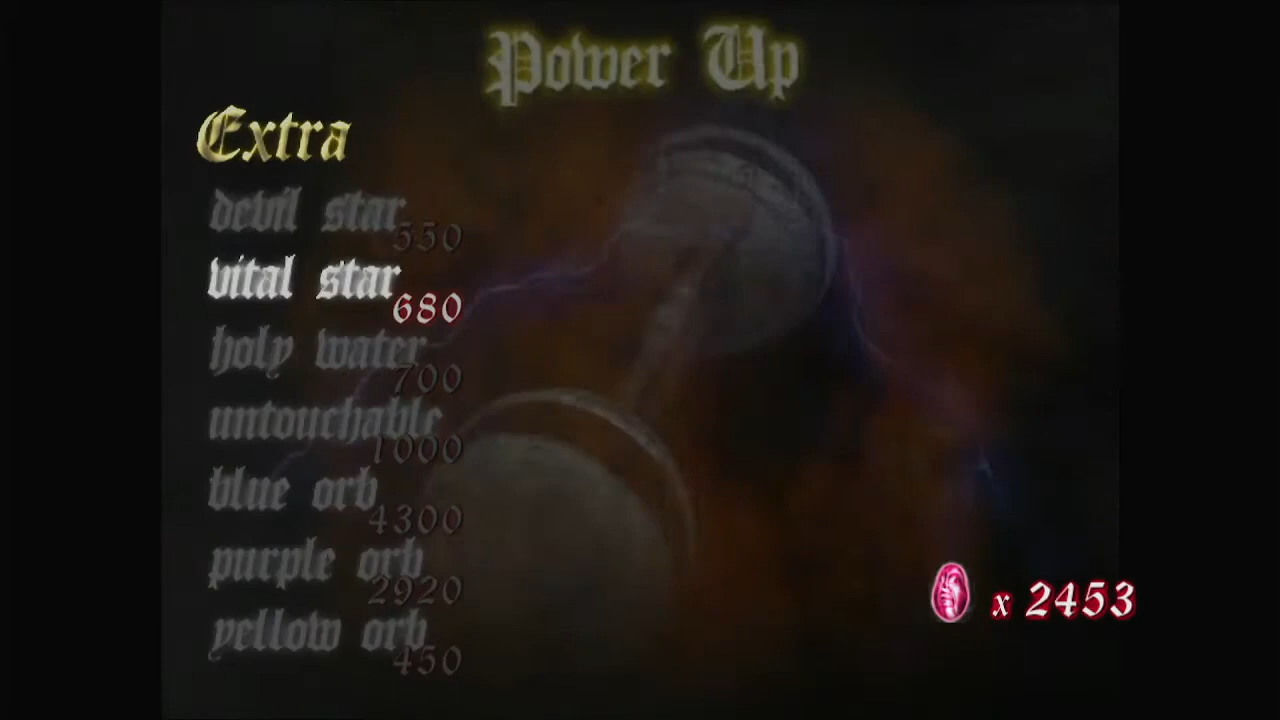 Power Up
Extra
devil star
550
vital star
680
holy water
700
untouchable
1000
blue orb
4300
purple orb
2920
yellow orb
450
x 2453